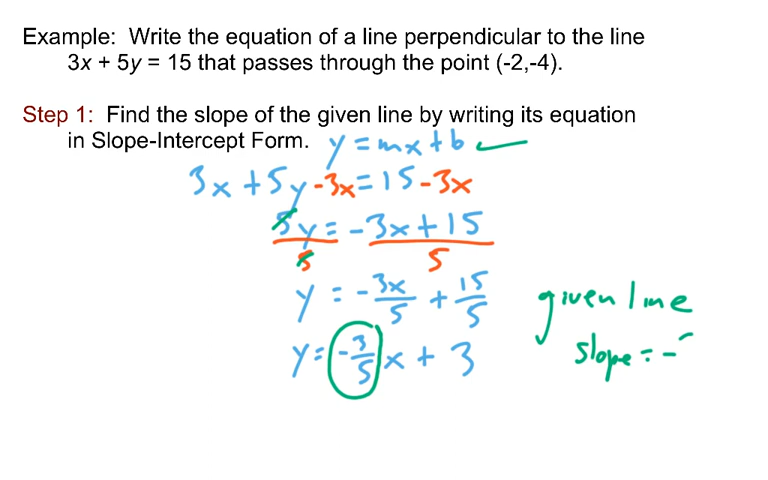 Example: Write the equation of a line perpendicular to the line
3x + 5y = 15 that passes through the point (-2,-4).
Step 1: Find the slope of the given line by writing its equation
in Slope-Intercept Form. y = mx + b
3x + 5y - 3x = 15 - 3x
5y = -3x + 15
5 5
y = -3x/5 + 15/5
given line
y = -3/5 x + 3
slope = -